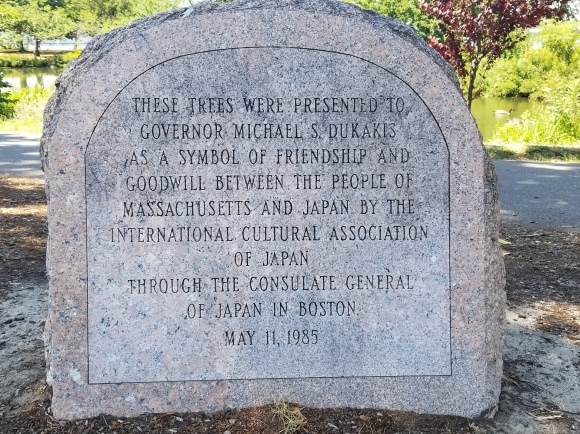 THESE TREES WERE PRESENTED TO
GOVERNOR MICHAEL S. DUKAKIS
AS A SYMBOL OF FRIENDSHIP AND
GOODWILL BETWEEN THE PEOPLE OF
MASSACHUSETTS AND JAPAN BY THE
INTERNATIONAL CULTURAL ASSOCIATION
OF JAPAN
THROUGH THE CONSULATE GENERAL
OF JAPAN IN BOSTON.
MAY 11, 1985